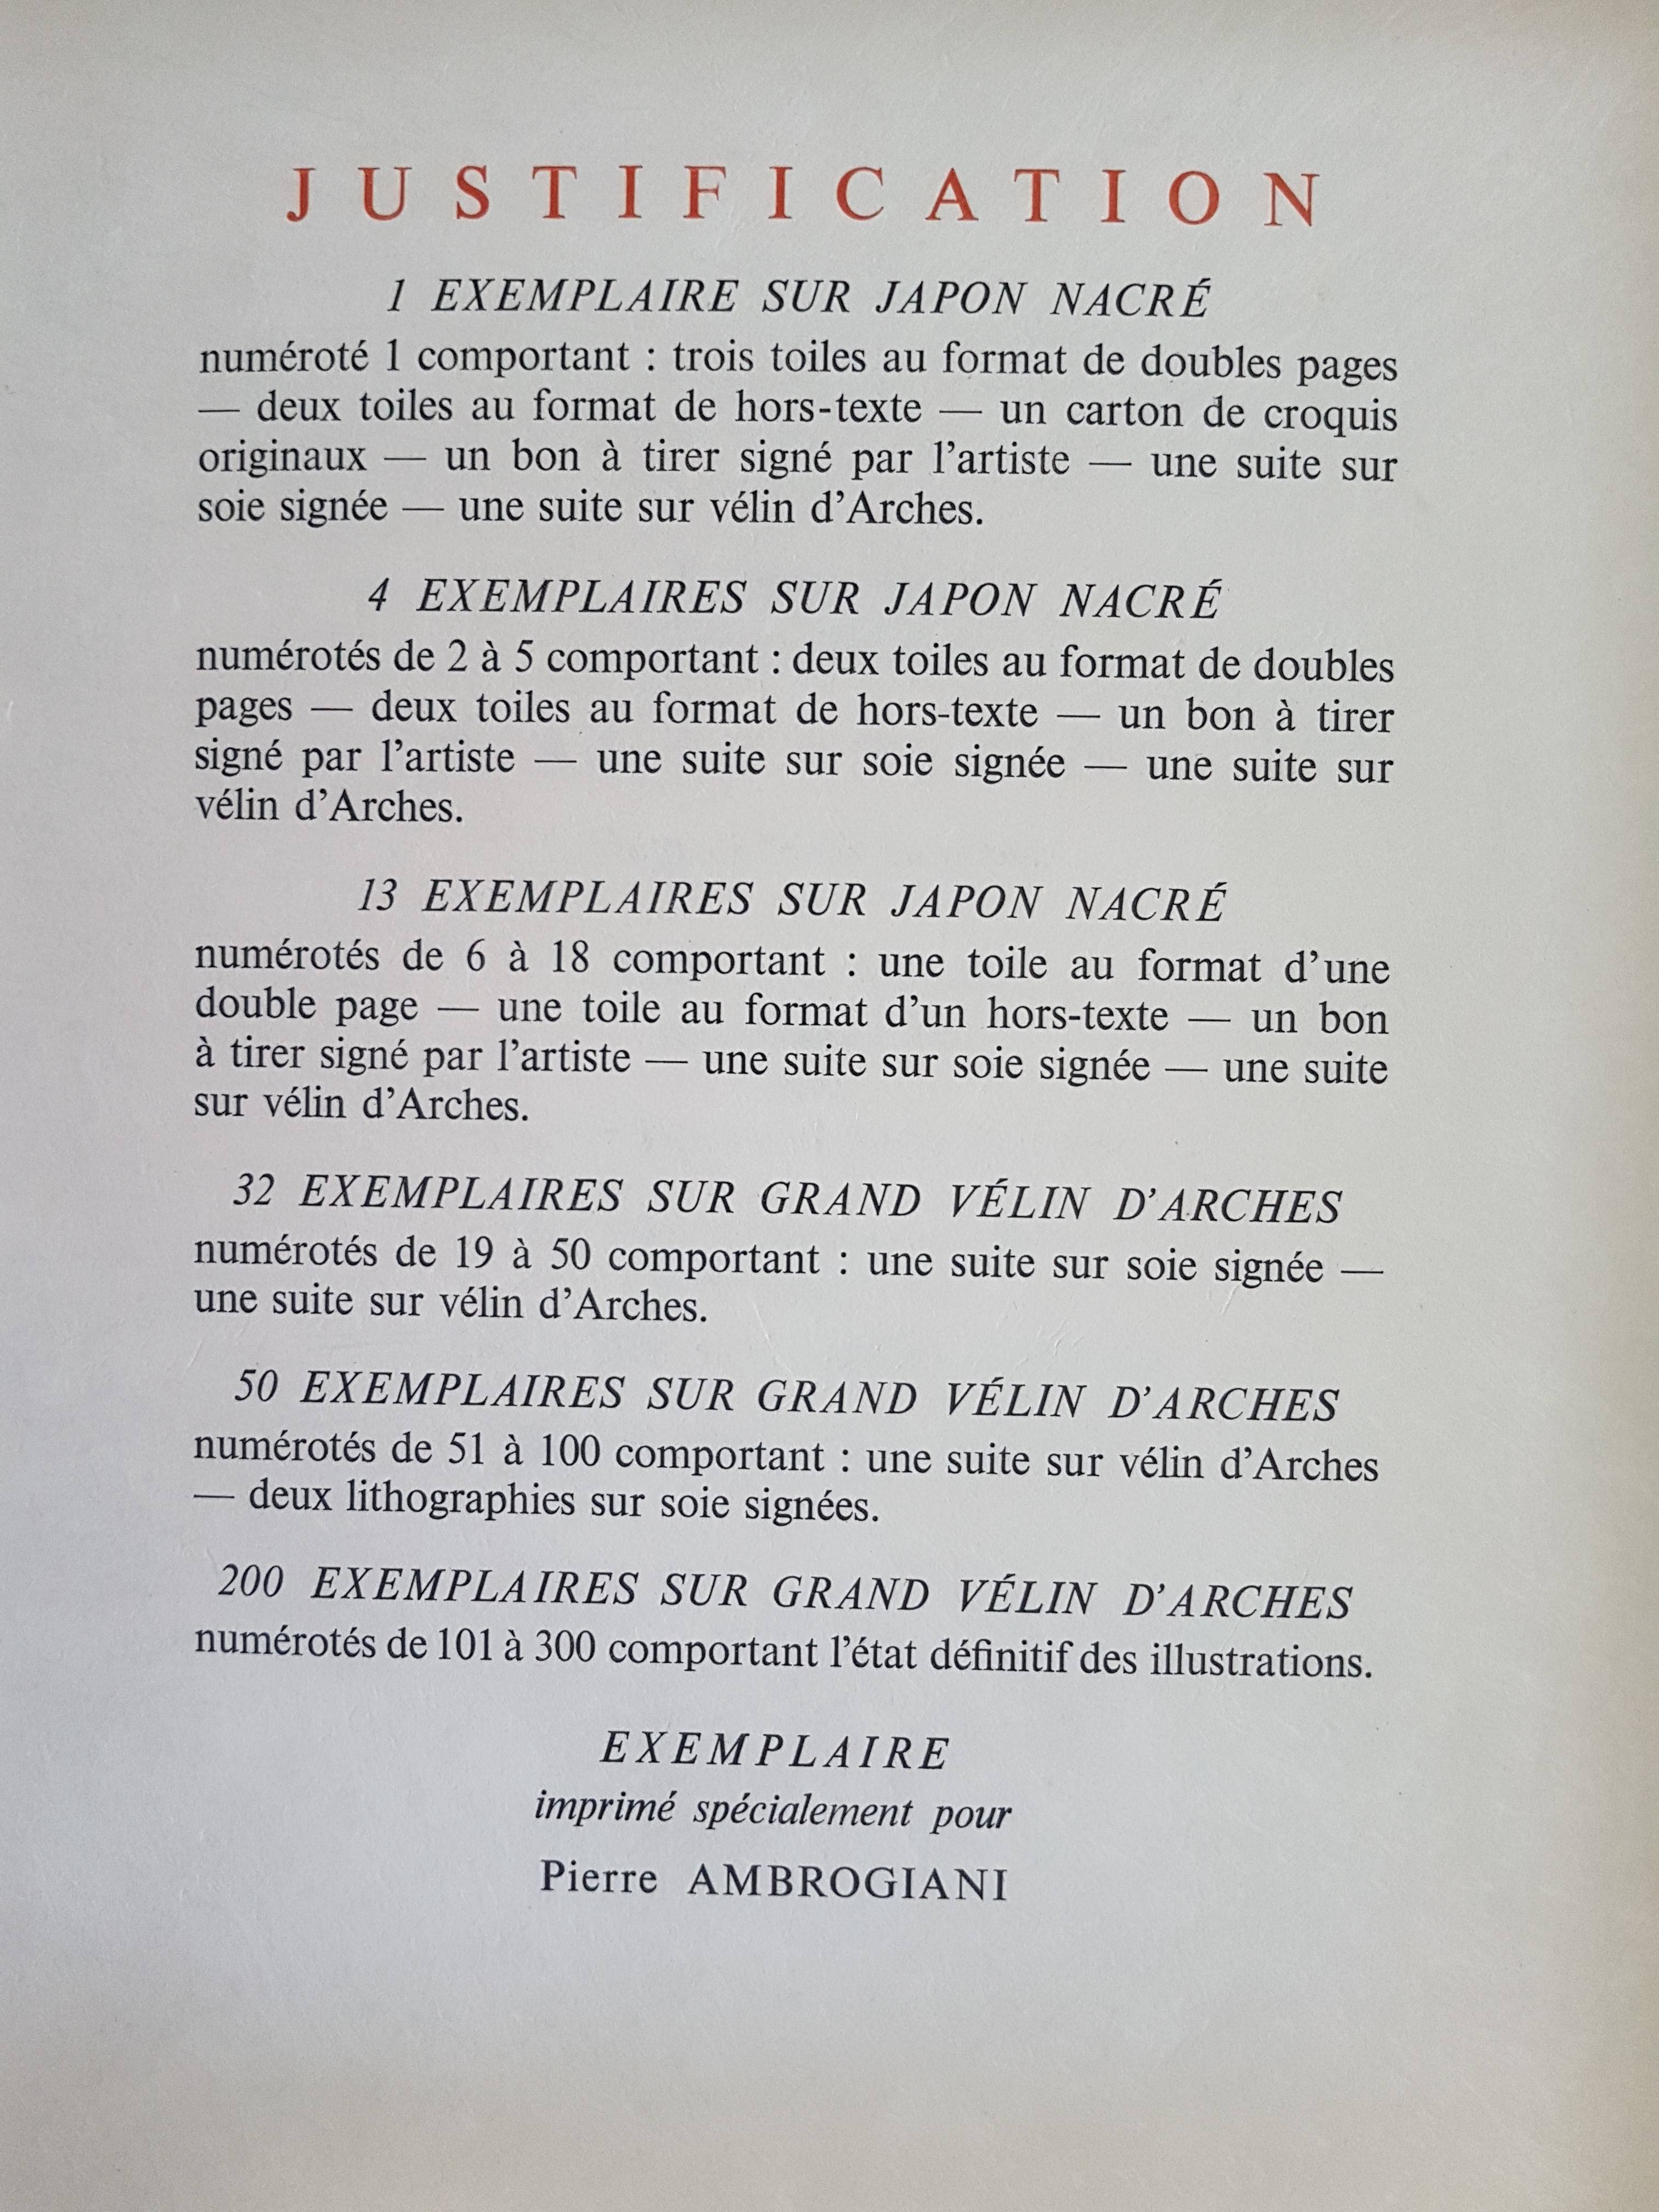 JUSTIFICATION
1 EXEMPLAIRE SUR JAPON NACRÉ
numéroté 1 comportant : trois toiles au format de doubles pages
— deux toiles au format de hors-texte — un carton de croquis
originaux — un bon à tirer signé par l’artiste — une suite sur
soie signée — une suite sur vélin d’Arches.
4 EXEMPLAIRES SUR JAPON NACRÉ
numérotés de 2 à 5 comportant : deux toiles au format de doubles
pages — deux toiles au format de hors-texte — un bon à tirer
signé par l’artiste — une suite sur soie signée — une suite sur
vélin d’Arches.
13 EXEMPLAIRES SUR JAPON NACRÉ
numérotés de 6 à 18 comportant : une toile au format d’une
double page — une toile au format d’un hors-texte — un bon
à tirer signé par l’artiste — une suite sur soie signée — une suite
sur vélin d’Arches.
32 EXEMPLAIRES SUR GRAND VÉLIN D’ARCHES
numérotés de 19 à 50 comportant : une suite sur soie signée —
une suite sur vélin d’Arches.
50 EXEMPLAIRES SUR GRAND VÉLIN D’ARCHES
numérotés de 51 à 100 comportant : une suite sur vélin d’Arches
— deux lithographies sur soie signées.
200 EXEMPLAIRES SUR GRAND VÉLIN D’ARCHES
numérotés de 101 à 300 comportant l’état définitif des illustrations.
EXEMPLAIRE
imprimé spécialement pour
Pierre AMBROGIANI